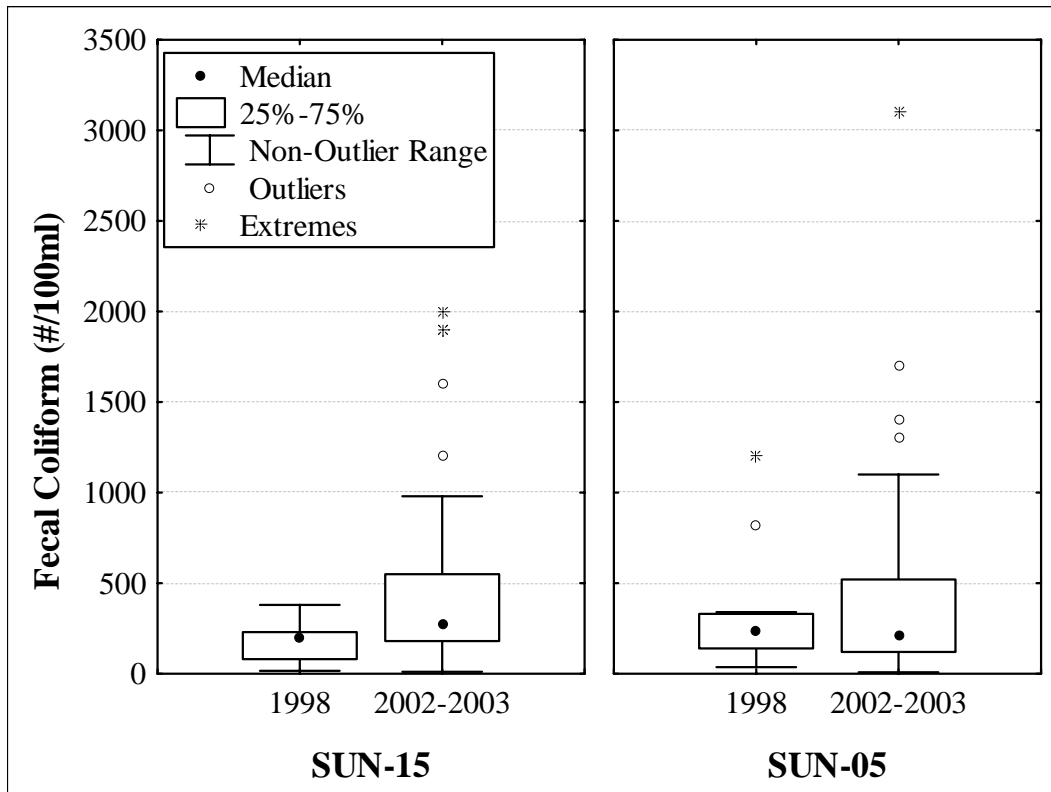 Fecal Coliform (#/100ml)
3500
3000
2500
2000
1500
1000
500
0
Median
25%-75%
Non-Outlier Range
Outliers
Extremes
1998 2002-2003
SUN-15
1998 2002-2003
SUN-05